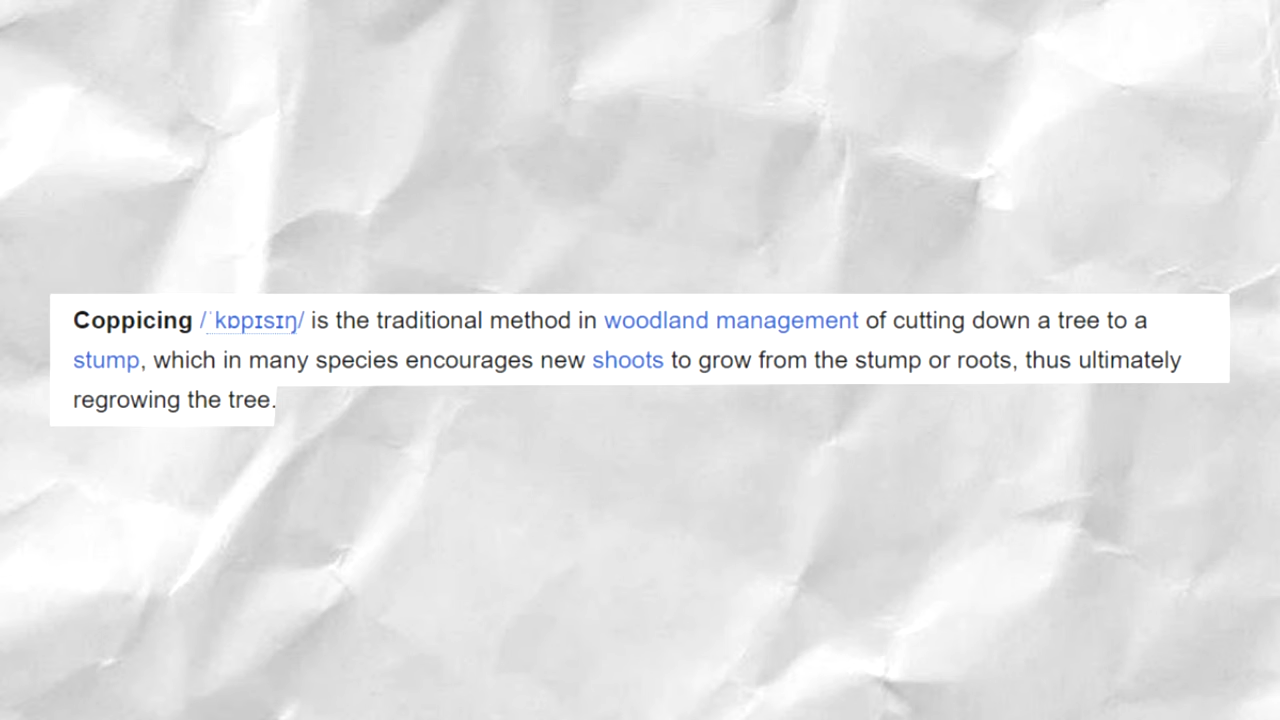 Coppicing /ˈkɒpɪsɪŋ/ is the traditional method in woodland management of cutting down a tree to a
stump, which in many species encourages new shoots to grow from the stump or roots, thus ultimately
regrowing the tree.